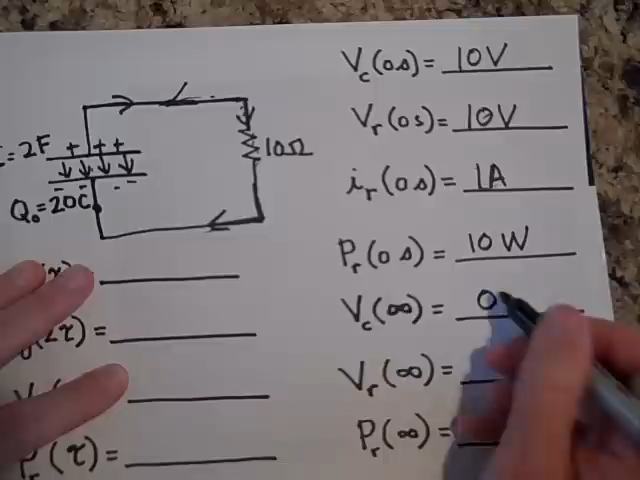 Vc(0s) = 10V
Vr(0s) = 10V
ir(0s) = 1A
Pr(0s) = 10W
Vc(∞) = 0
Vr(∞) =
Pr(∞) =
= 2F
+ + + +
- - - -
10Ω
Q₀ = 20C
(2τ) =
(τ) =